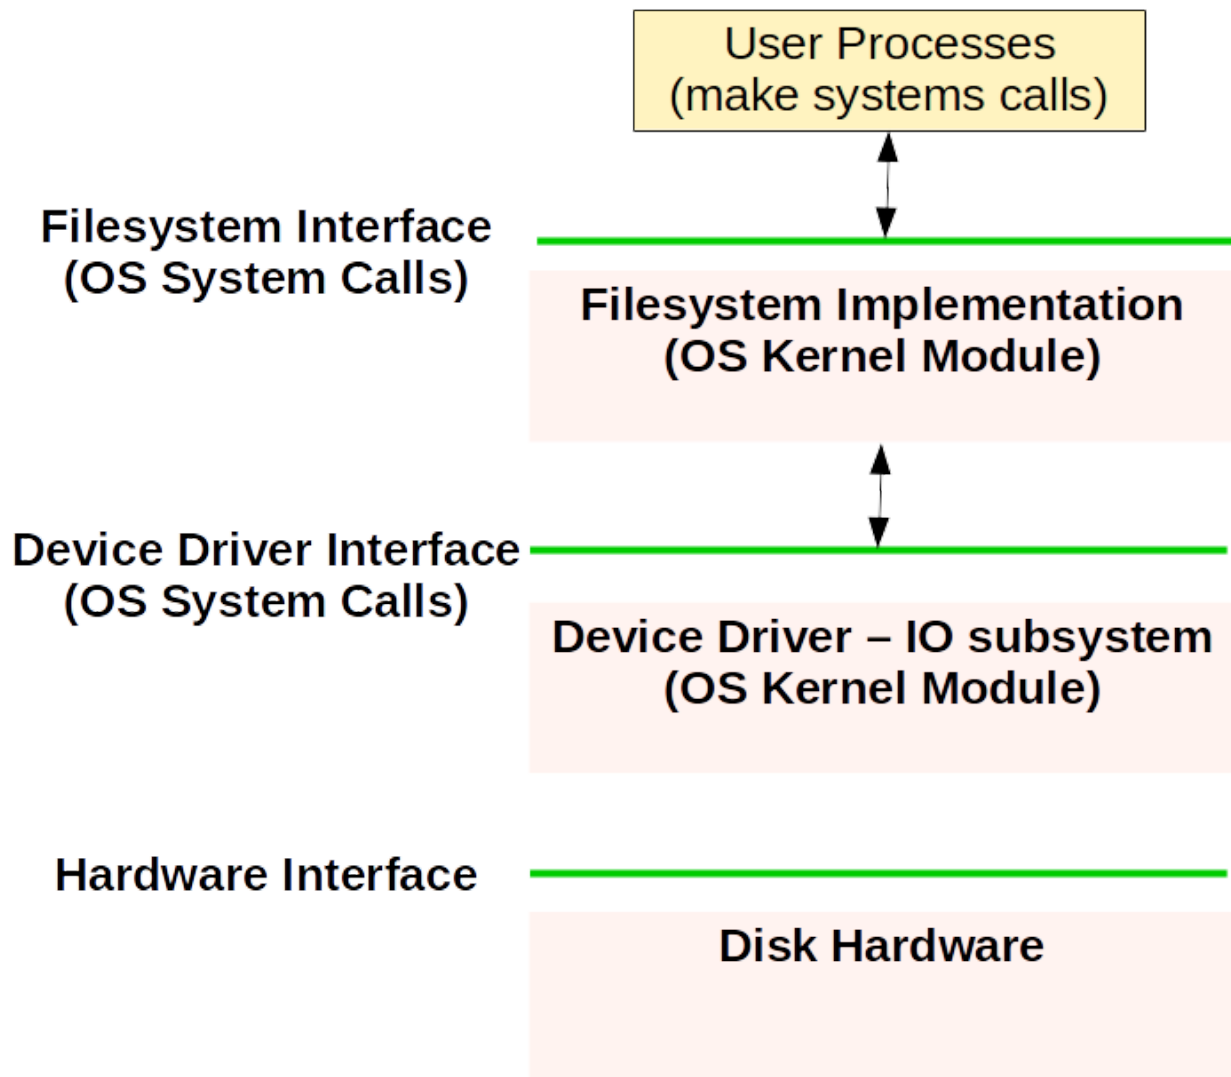 User Processes
(make systems calls)
Filesystem Interface
(OS System Calls)
Filesystem Implementation
(OS Kernel Module)
Device Driver Interface
(OS System Calls)
Device Driver – IO subsystem
(OS Kernel Module)
Hardware Interface
Disk Hardware